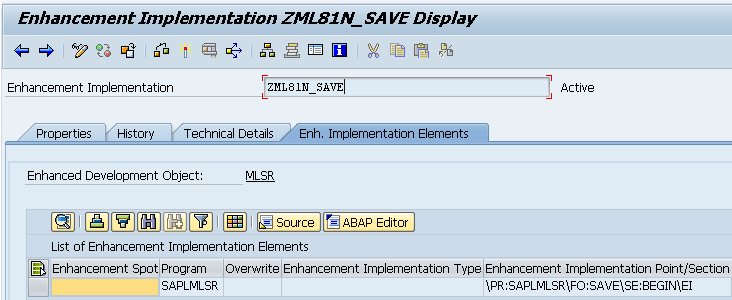 Enhancement Implementation ZML81N_SAVE Display
Enhancement Implementation ZML81N_SAVE Active
Properties History Technical Details Enh. Implementation Elements
Enhanced Development Object: MLSR
Source ABAP Editor
List of Enhancement Implementation Elements
Enhancement Spot Program Overwrite Enhancement Implementation Type Enhancement Implementation Point/Section
SAPLMLSR \PR:SAPLMLSR\FO:SAVE\SE:BEGIN\EI